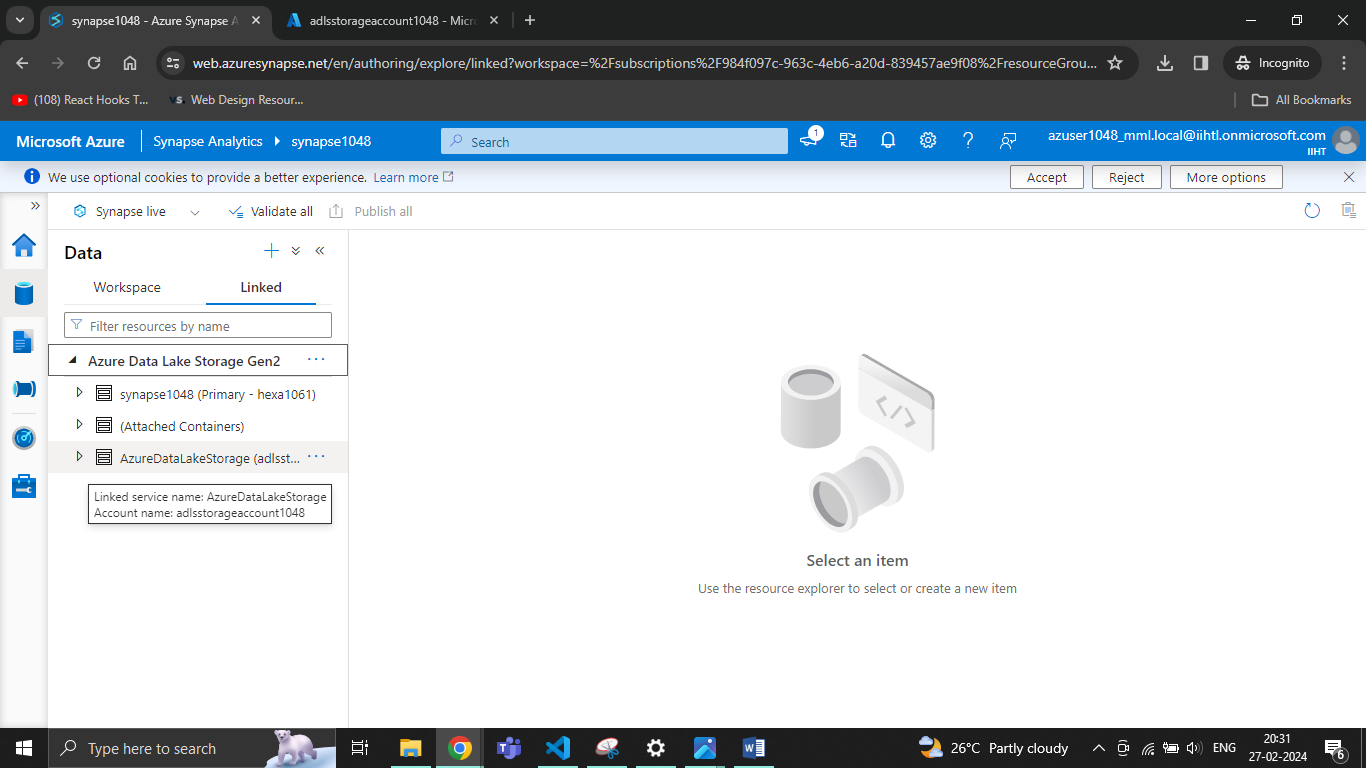 synapse1048 - Azure Synapse A
adlsstorageaccount1048 - Micr
web.azuresynapse.net/en/authoring/explore/linked?workspace=%2Fsubscriptions%2F984f097c-963c-4eb6-a20d-839457ae9f08%2FresourceGrou...
Incognito
(108) React Hooks T...
VS.
Web Design Resour...
All Bookmarks
Microsoft Azure
Synapse Analytics
synapse1048
Search
1
azuser1048_mml.local@iihtl.onmicrosoft.com
IIHT
We use optional cookies to provide a better experience. Learn more
Accept
Reject
More options
Synapse live
Validate all
Publish all
Data
Workspace
Linked
Filter resources by name
Azure Data Lake Storage Gen2
synapse1048 (Primary - hexa1061)
(Attached Containers)
AzureDataLakeStorage (adlsst...
Linked service name: AzureDataLakeStorage
Account name: adlsstorageaccount1048
Select an item
Use the resource explorer to select or create a new item
Type here to search
26°C Partly cloudy
ENG
20:31
27-02-2024
6